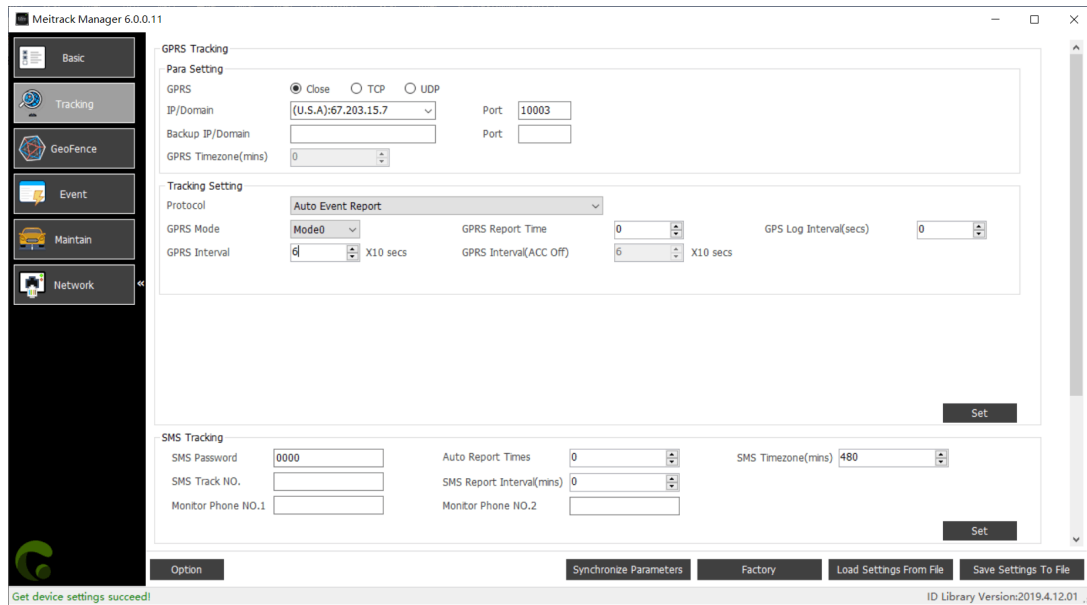 Meitrack Manager 6.0.0.11
Basic
Tracking
GeoFence
Event
Maintain
Network «
GPRS Tracking
Para Setting
GPRS Close TCP UDP
IP/Domain (U.S.A):67.203.15.7 Port 10003
Backup IP/Domain Port
GPRS Timezone(mins) 0
Tracking Setting
Protocol Auto Event Report
GPRS Mode Mode0 GPRS Report Time 0 GPS Log Interval(secs) 0
GPRS Interval 6 X10 secs GPRS Interval(ACC Off) 6 X10 secs
Set
SMS Tracking
SMS Password 0000 Auto Report Times 0 SMS Timezone(mins) 480
SMS Track NO. SMS Report Interval(mins) 0
Monitor Phone NO.1 Monitor Phone NO.2
Set
Option Synchronize Parameters Factory Load Settings From File Save Settings To File
Get device settings succeed! ID Library Version:2019.4.12.01